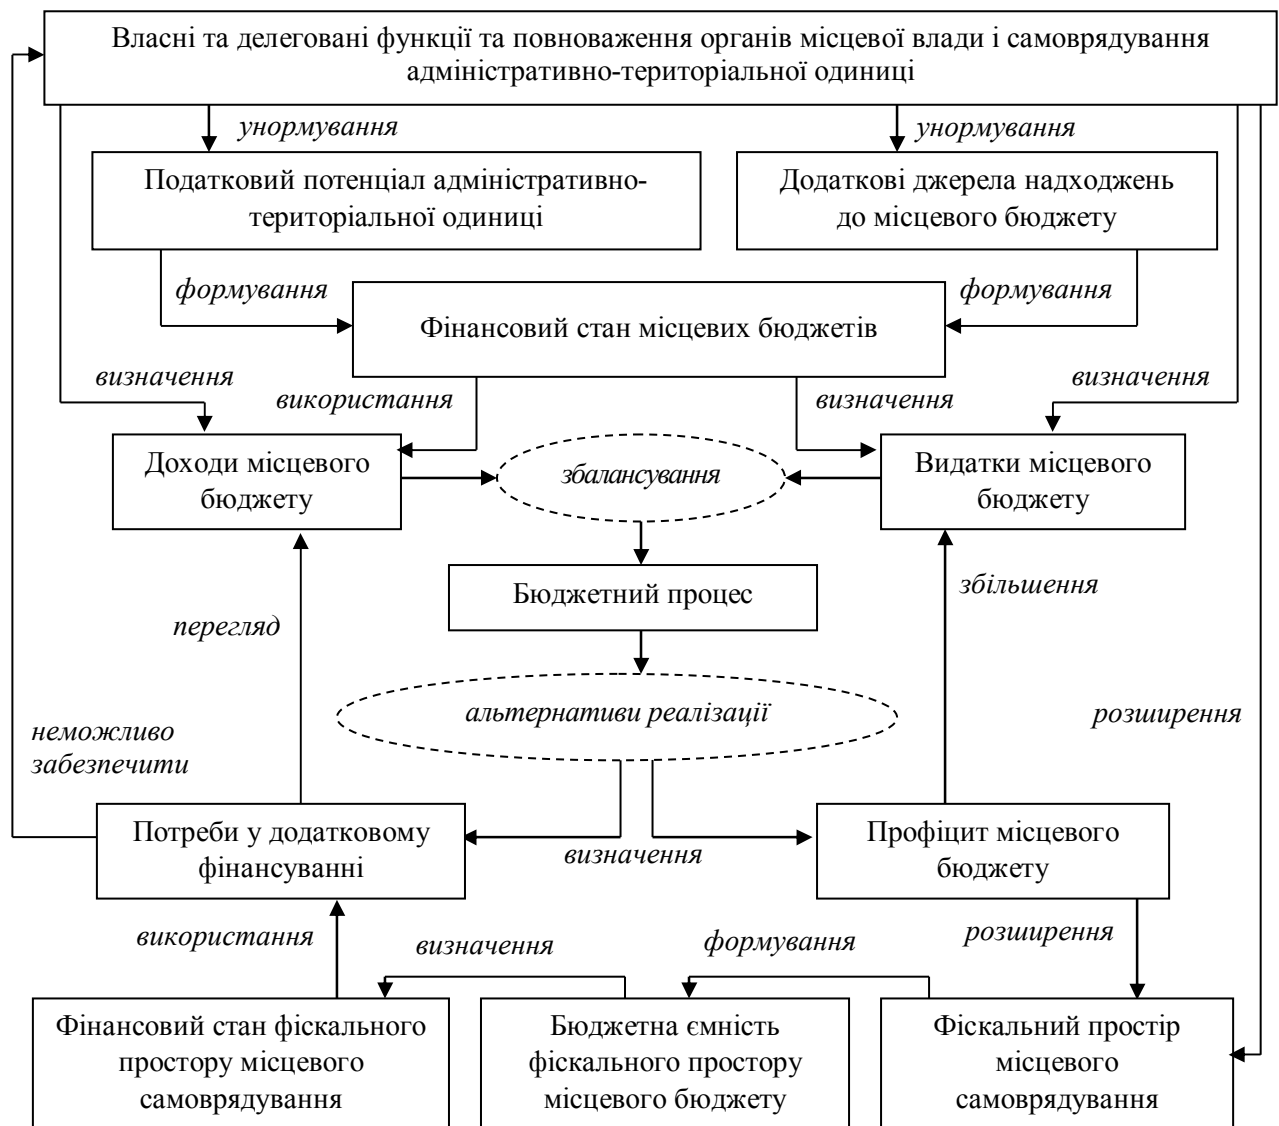 Власні та делеговані функції та повноваження органів місцевої влади і самоврядування
адміністративно-територіальної одиниці
унормування
унормування
Податковий потенціал адміністративно-
територіальної одиниці
Додаткові джерела надходжень
до місцевого бюджету
формування
формування
Фінансовий стан місцевих бюджетів
визначення
використання
визначення
визначення
Доходи місцевого
бюджету
збалансування
Видатки місцевого
бюджету
Бюджетний процес
збільшення
перегляд
альтернативи реалізації
розширення
неможливо
забезпечити
Потреби у додатковому
фінансуванні
визначення
Профіцит місцевого
бюджету
використання
визначення
формування
розширення
Фінансовий стан фіскального
простору місцевого
самоврядування
Бюджетна ємність
фіскального простору
місцевого бюджету
Фіскальний простір
місцевого
самоврядування